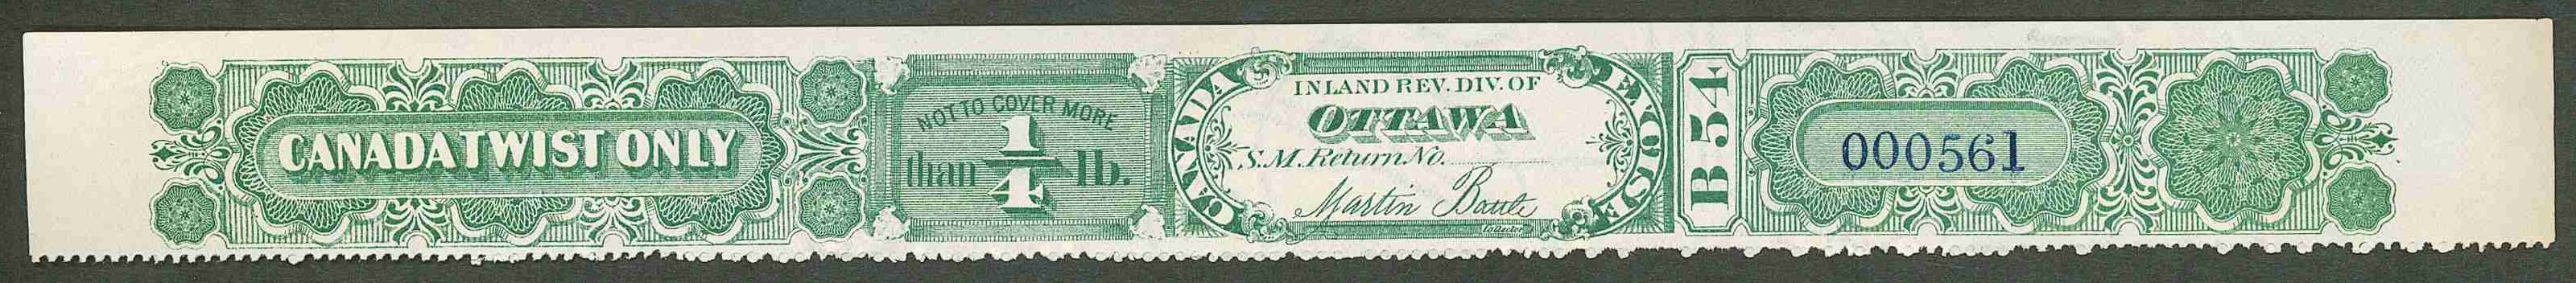 CANADA TWIST ONLY
NOT TO COVER MORE
than 1/4 lb.
CANADA
INLAND REV. DIV. OF
OTTAWA
S.M. Return No.
Martin Battle
EXCISE
B 54
000561